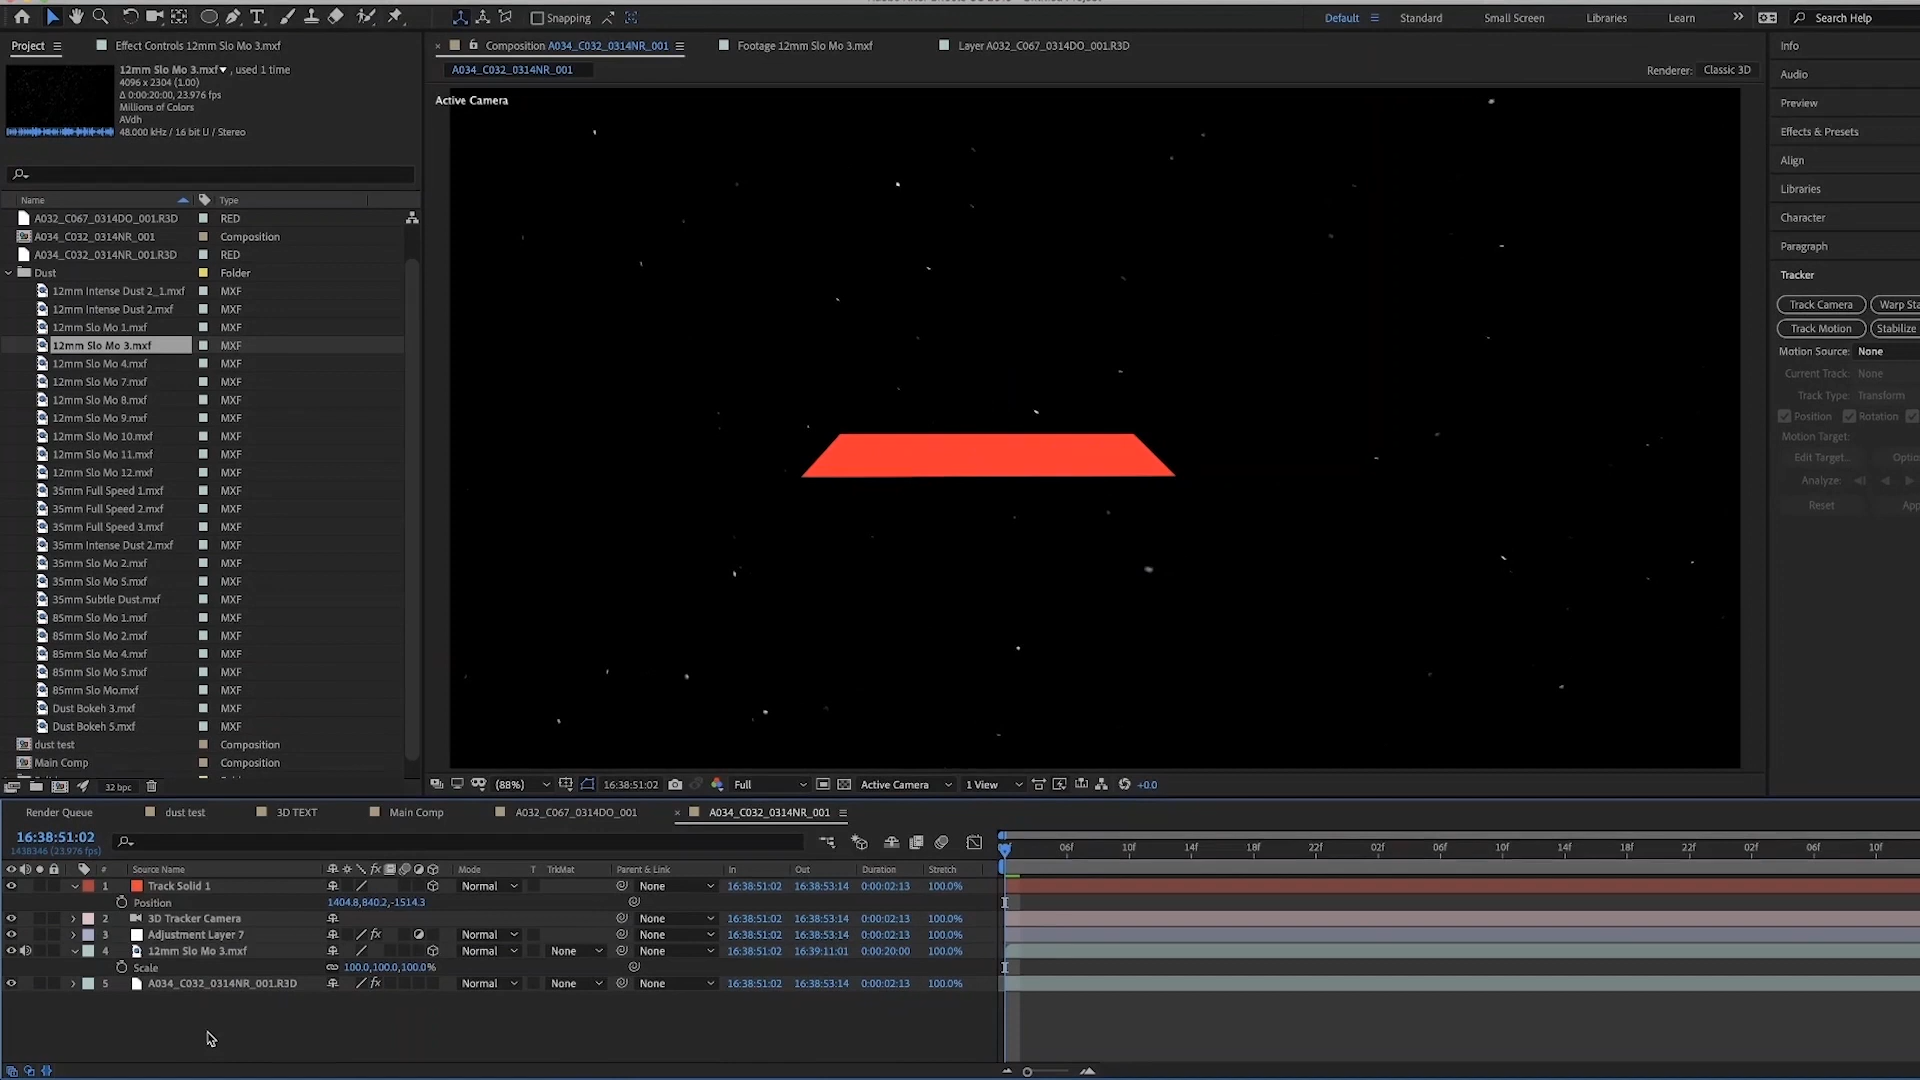 Snapping
Default
Standard
Small Screen
Libraries
Learn
Search Help
Project
Effect Controls 12mm Slo Mo 3.mxf
Composition A034_C032_0314NR_001
Footage 12mm Slo Mo 3.mxf
Layer A032_C067_0314DO_001.R3D
Info
12mm Slo Mo 3.mxf , used 1 time
4096 x 2304 (1.00)
Δ 0:00:20:00, 23.976 fps
Millions of Colors
AVdh
48.000 kHz / 16 bit U / Stereo
A034_C032_0314NR_001
Renderer: Classic 3D
Audio
Active Camera
Preview
Effects & Presets
Align
Libraries
Character
Paragraph
Tracker
Track Camera Warp Sta
Track Motion Stabilize
Motion Source: None
Current Track: None
Track Type: Transform
Position Rotation
Motion Target:
Edit Target... Optio
Analyze:
Reset App
Name Type
A032_C067_0314DO_001.R3D RED
A034_C032_0314NR_001 Composition
A034_C032_0314NR_001.R3D RED
Dust Folder
12mm Intense Dust 2_1.mxf MXF
12mm Intense Dust 2.mxf MXF
12mm Slo Mo 1.mxf MXF
12mm Slo Mo 3.mxf MXF
12mm Slo Mo 4.mxf MXF
12mm Slo Mo 7.mxf MXF
12mm Slo Mo 8.mxf MXF
12mm Slo Mo 9.mxf MXF
12mm Slo Mo 10.mxf MXF
12mm Slo Mo 11.mxf MXF
12mm Slo Mo 12.mxf MXF
35mm Full Speed 1.mxf MXF
35mm Full Speed 2.mxf MXF
35mm Full Speed 3.mxf MXF
35mm Intense Dust 2.mxf MXF
35mm Slo Mo 2.mxf MXF
35mm Slo Mo 5.mxf MXF
35mm Subtle Dust.mxf MXF
85mm Slo Mo 1.mxf MXF
85mm Slo Mo 2.mxf MXF
85mm Slo Mo 4.mxf MXF
85mm Slo Mo 5.mxf MXF
85mm Slo Mo.mxf MXF
Dust Bokeh 3.mxf MXF
Dust Bokeh 5.mxf MXF
dust test Composition
Main Comp Composition
32 bpc
(88%) 16:38:51:02 Full Active Camera 1 View +0.0
Render Queue dust test 3D TEXT Main Comp A032_C067_0314DO_001 A034_C032_0314NR_001
16:38:51:02
1438346 (23.976 fps)
06f 10f 14f 18f 22f 02f 06f 10f 14f 18f 22f 02f 06f 10f
# Source Name fx Mode T TrkMat Parent & Link In Out Duration Stretch
1 Track Solid 1 Normal None 16:38:51:02 16:38:53:14 0:00:02:13 100.0%
Position 1404.8,840.2,-1514.3
2 3D Tracker Camera None 16:38:51:02 16:38:53:14 0:00:02:13 100.0%
3 Adjustment Layer 7 fx Normal None 16:38:51:02 16:38:53:14 0:00:02:13 100.0%
4 12mm Slo Mo 3.mxf Normal None None 16:38:51:02 16:39:11:01 0:00:20:00 100.0%
Scale 100.0,100.0,100.0%
5 A034_C032_0314NR_001.R3D fx Normal None None 16:38:51:02 16:38:53:14 0:00:02:13 100.0%